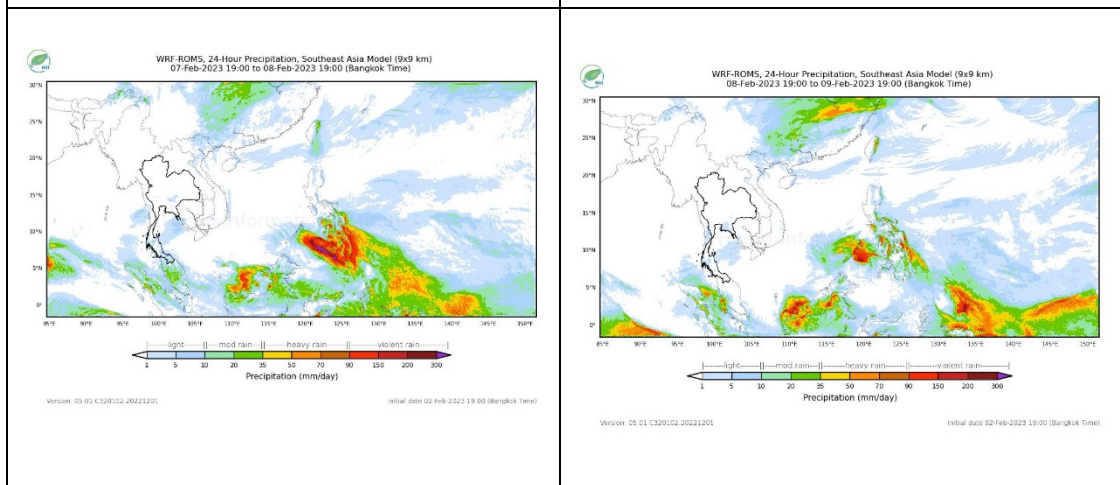 WRF-ROMS, 24-Hour Precipitation, Southeast Asia Model (9x9 km)
07-Feb-2023 19:00 to 08-Feb-2023 19:00 (Bangkok Time)
30°N
25°N
20°N
15°N
10°N
5°N
0°
85°E 90°E 95°E 100°E 105°E 110°E 115°E 120°E 125°E 130°E 135°E 140°E 145°E 150°E
light mod.rain heavy rain violent rain
1 5 10 20 35 50 70 90 150 200 300
Precipitation (mm/day)
Version: 05.01.C320102.20221201
initial date 02-Feb-2023 19:00 (Bangkok Time)
WRF-ROMS, 24-Hour Precipitation, Southeast Asia Model (9x9 km)
08-Feb-2023 19:00 to 09-Feb-2023 19:00 (Bangkok Time)
30°N
25°N
20°N
15°N
10°N
5°N
0°
85°E 90°E 95°E 100°E 105°E 110°E 115°E 120°E 125°E 130°E 135°E 140°E 145°E 150°E
light mod.rain heavy rain violent rain
1 5 10 20 35 50 70 90 150 200 300
Precipitation (mm/day)
Version: 05.01.C320102.20221201
initial date 02-Feb-2023 19:00 (Bangkok Time)